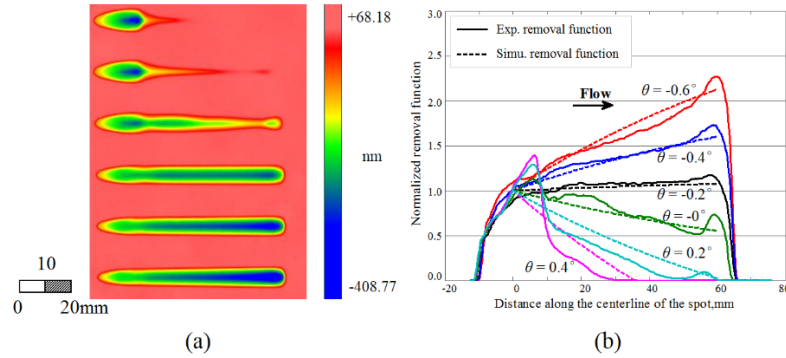 +68.18
nm
-408.77
10
0 20mm
(a)
Normalized removal function
3.0
2.5
2.0
1.5
1.0
0.5
0.0
Exp. removal function
Simu. removal function
Flow
θ = -0.6°
θ = -0.4°
θ = -0.2°
θ = -0°
θ = 0.2°
θ = 0.4°
-20 0 20 40 60 80
Distance along the centerline of the spot,mm
(b)